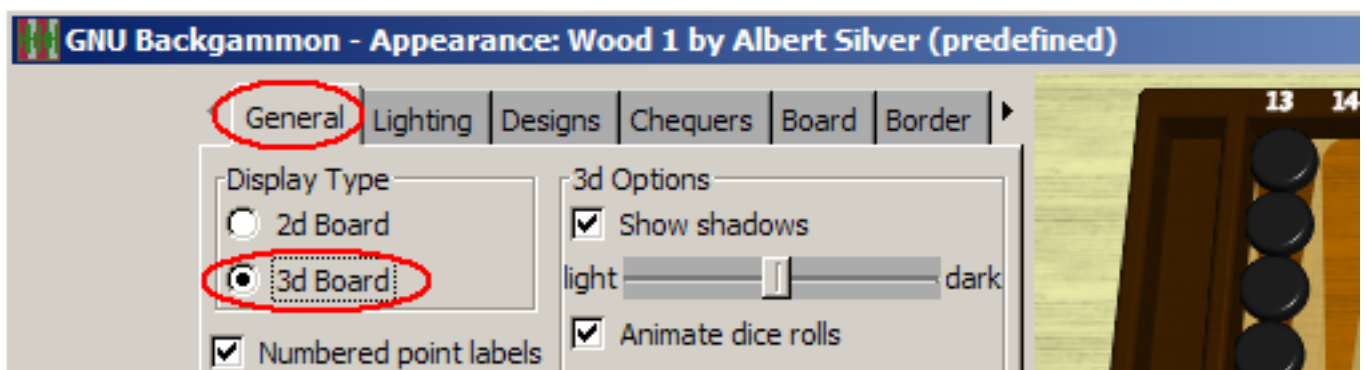 GNU Backgammon - Appearance: Wood 1 by Albert Silver (predefined)
General Lighting Designs Chequers Board Border
Display Type
2d Board
3d Board
Numbered point labels
3d Options
Show shadows
light dark
Animate dice rolls
13 14